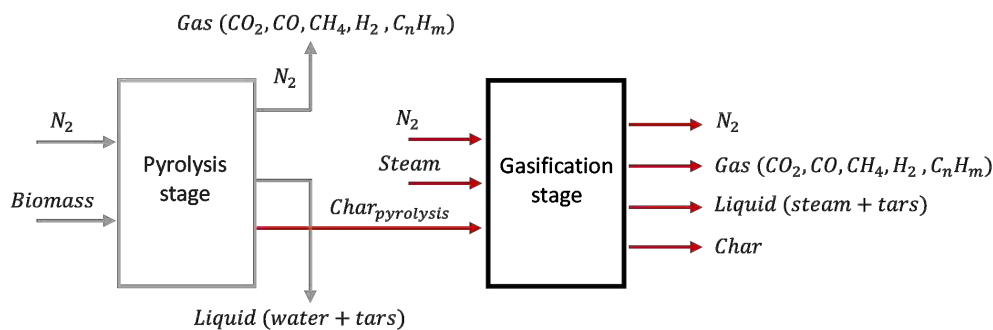 Gas (CO₂, CO, CH₄, H₂ , CₙHₘ)
N₂
N₂
Biomass
Pyrolysis
stage
Char_pyrolysis
Liquid (water + tars)
N₂
Steam
Gasification
stage
N₂
Gas (CO₂, CO, CH₄, H₂ , CₙHₘ)
Liquid (steam + tars)
Char